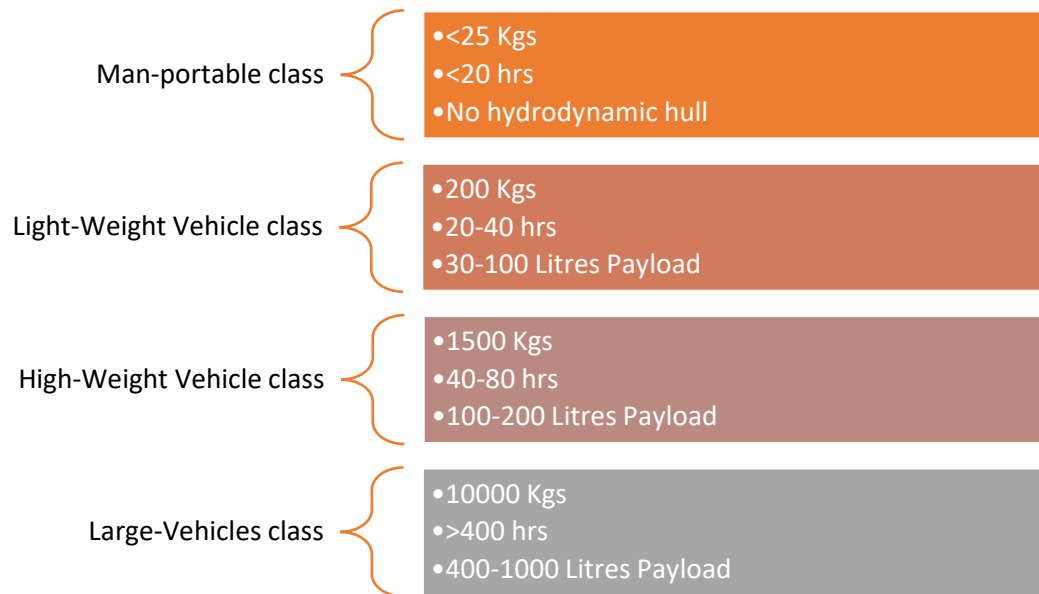 Man-portable class
•<25 Kgs
•<20 hrs
•No hydrodynamic hull
Light-Weight Vehicle class
•200 Kgs
•20-40 hrs
•30-100 Litres Payload
High-Weight Vehicle class
•1500 Kgs
•40-80 hrs
•100-200 Litres Payload
Large-Vehicles class
•10000 Kgs
•>400 hrs
•400-1000 Litres Payload